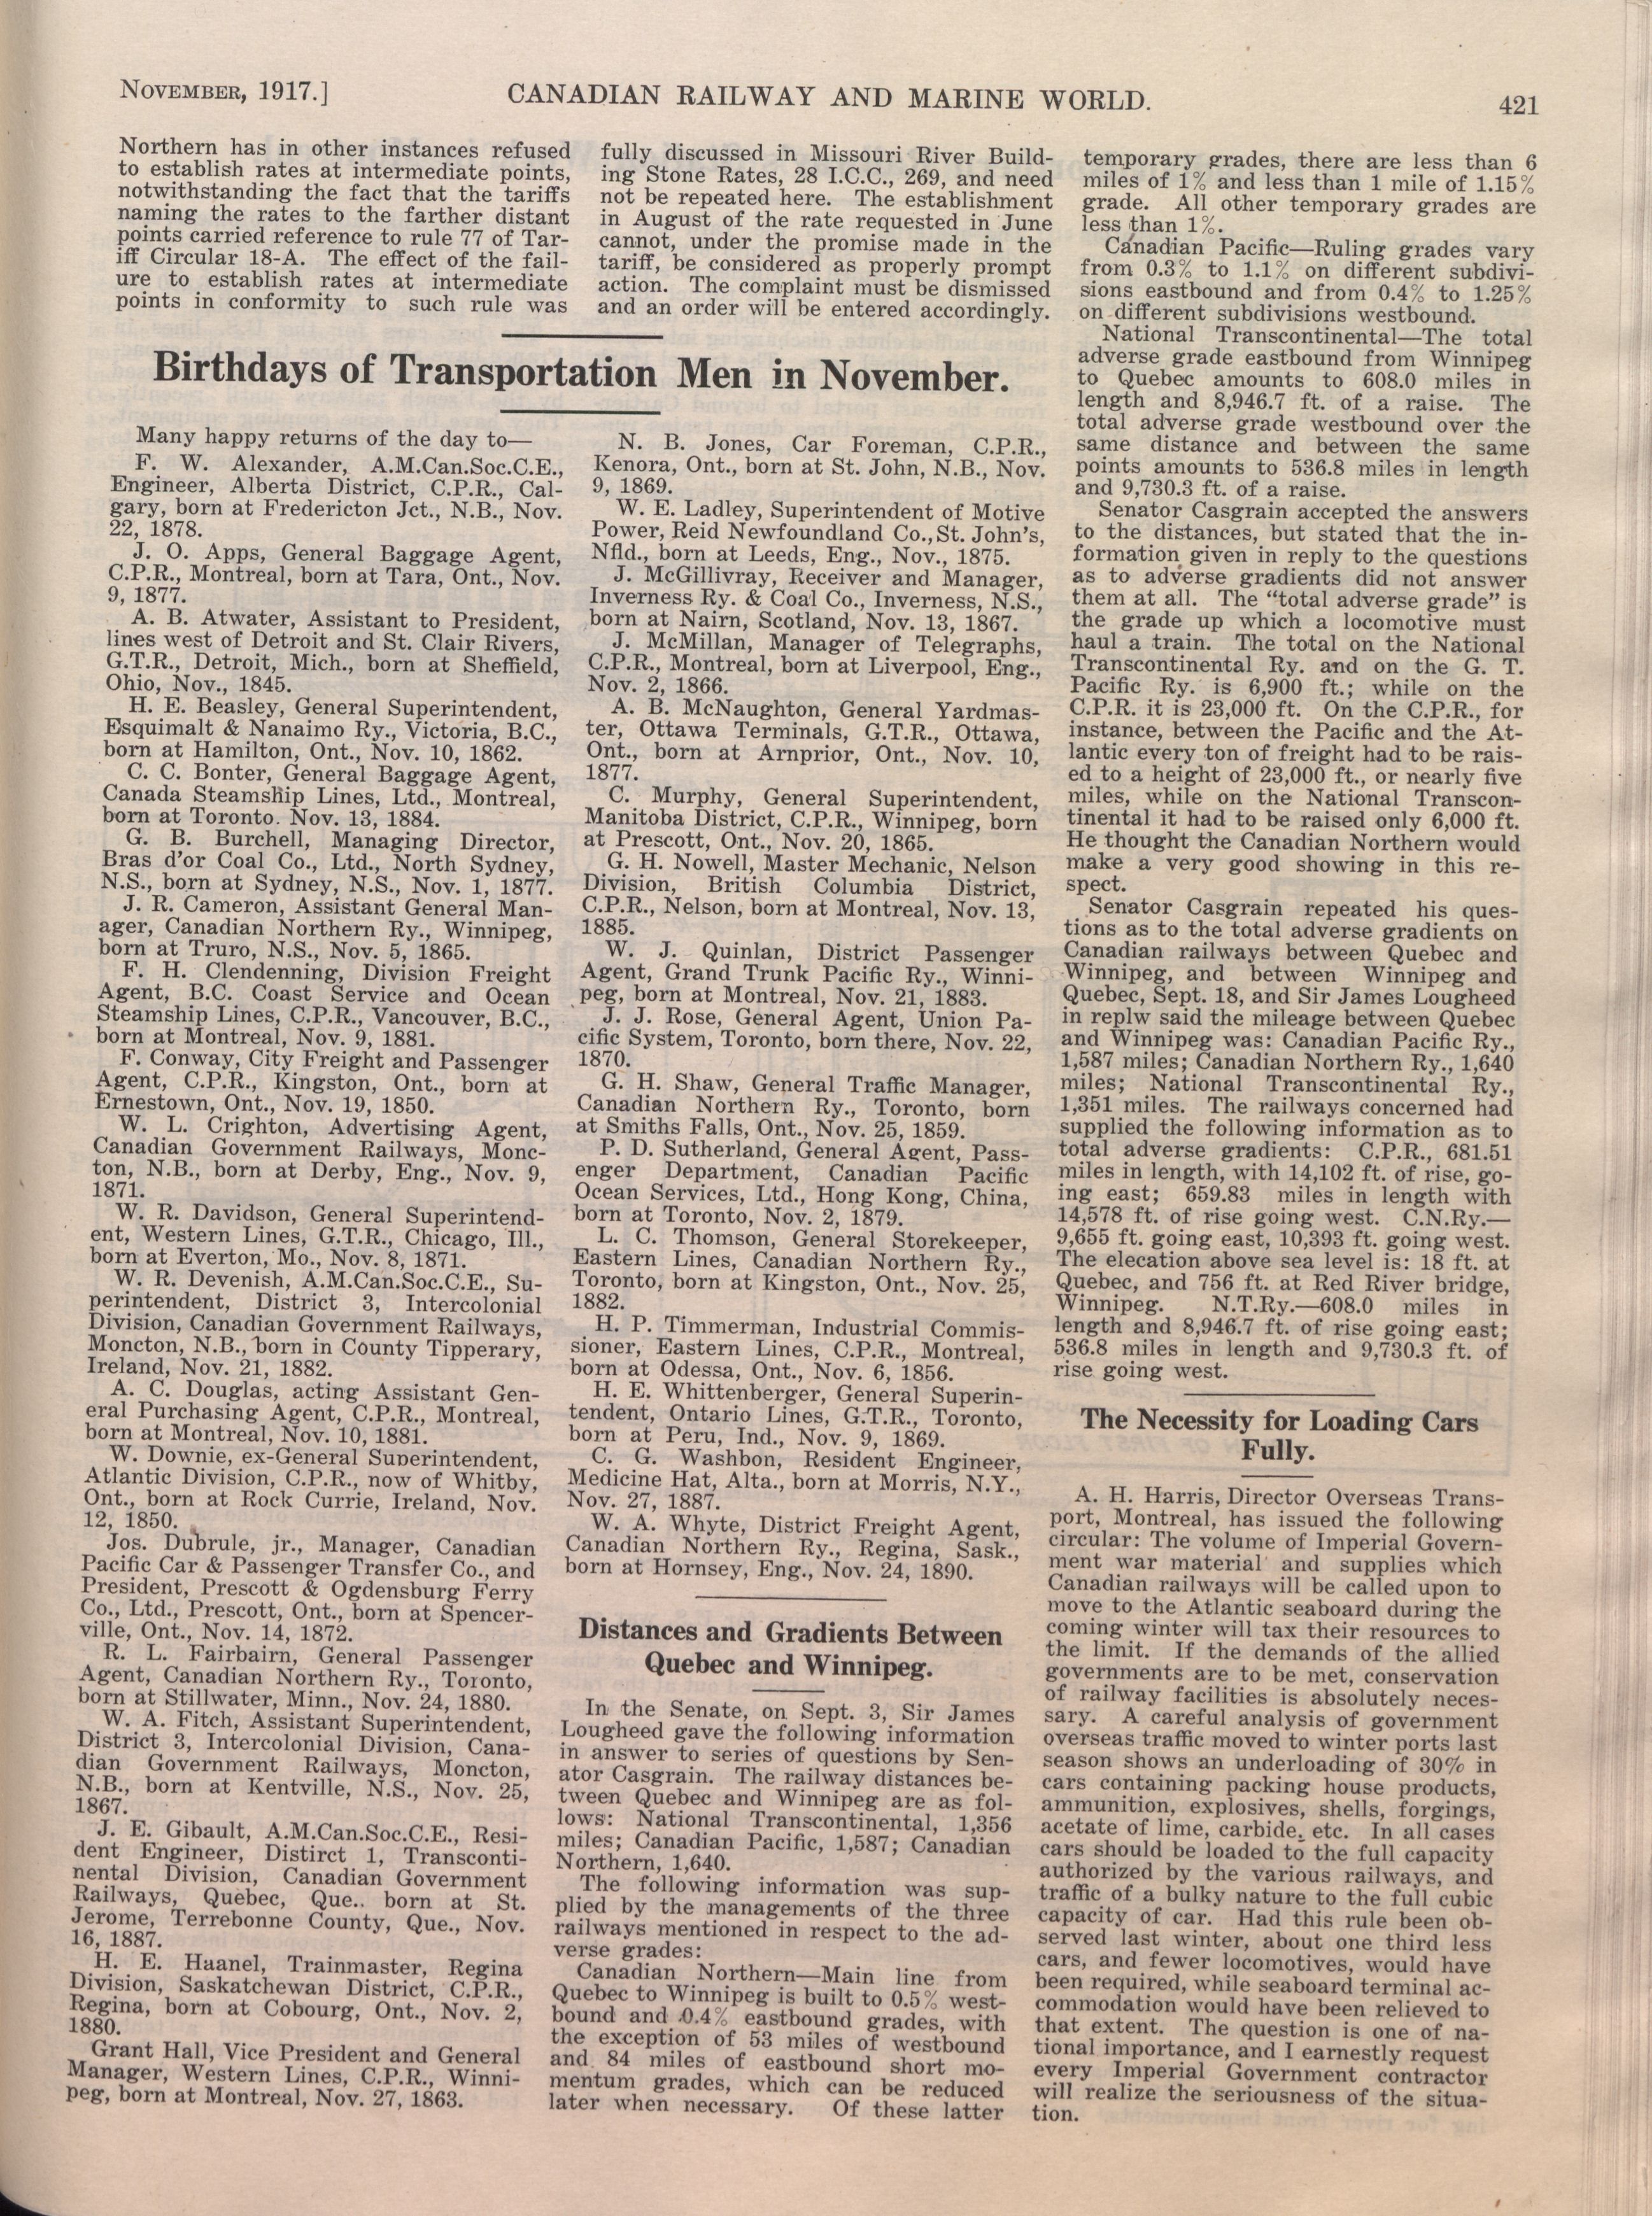 NOVEMBER, 1917.]
CANADIAN RAILWAY AND MARINE WORLD.
421
Northern has in other instances refused
to establish rates at intermediate points,
notwithstanding the fact that the tariffs
naming the rates to the farther distant
points carried reference to rule 77 of Tar-
iff Circular 18-A. The effect of the fail-
ure to establish rates at intermediate
points in conformity to such rule was
fully discussed in Missouri River Build-
ing Stone Rates, 28 I.C.C., 269, and need
not be repeated here. The establishment
in August of the rate requested in June
cannot, under the promise made in the
tariff, be considered as properly prompt
action. The complaint must be dismissed
and an order will be entered accordingly.
Birthdays of Transportation Men in November.
Many happy returns of the day to—
F. W. Alexander, A.M.Can.Soc.C.E.,
Engineer, Alberta District, C.P.R., Cal-
gary, born at Fredericton Jct., N.B., Nov.
22, 1878.
J. O. Apps, General Baggage Agent,
C.P.R., Montreal, born at Tara, Ont., Nov.
9, 1877.
A. B. Atwater, Assistant to President,
lines west of Detroit and St. Clair Rivers,
G.T.R., Detroit, Mich., born at Sheffield,
Ohio, Nov., 1845.
H. E. Beasley, General Superintendent,
Esquimalt & Nanaimo Ry., Victoria, B.C.,
born at Hamilton, Ont., Nov. 10, 1862.
C. C. Bonter, General Baggage Agent,
Canada Steamship Lines, Ltd., Montreal,
born at Toronto. Nov. 13, 1884.
G. B. Burchell, Managing Director,
Bras d'or Coal Co., Ltd., North Sydney,
N.S., born at Sydney, N.S., Nov. 1, 1877.
J. R. Cameron, Assistant General Man-
ager, Canadian Northern Ry., Winnipeg,
born at Truro, N.S., Nov. 5, 1865.
F. H. Clendenning, Division Freight
Agent, B.C. Coast Service and Ocean
Steamship Lines, C.P.R., Vancouver, B.C.,
born at Montreal, Nov. 9, 1881.
F. Conway, City Freight and Passenger
Agent, C.P.R., Kingston, Ont., born at
Ernestown, Ont., Nov. 19, 1850.
W. L. Crighton, Advertising Agent,
Canadian Government Railways, Monc-
ton, N.B., born at Derby, Eng., Nov. 9,
1871.
W. R. Davidson, General Superintend-
ent, Western Lines, G.T.R., Chicago, Ill.,
born at Everton, Mo., Nov. 8, 1871.
W. R. Devenish, A.M.Can.Soc.C.E., Su-
perintendent, District 3, Intercolonial
Division, Canadian Government Railways,
Moncton, N.B., born in County Tipperary,
Ireland, Nov. 21, 1882.
A. C. Douglas, acting Assistant Gen-
eral Purchasing Agent, C.P.R., Montreal,
born at Montreal, Nov. 10, 1881.
W. Downie, ex-General Superintendent,
Atlantic Division, C.P.R., now of Whitby,
Ont., born at Rock Currie, Ireland, Nov.
12, 1850.
Jos. Dubrule, jr., Manager, Canadian
Pacific Car & Passenger Transfer Co., and
President, Prescott & Ogdensburg Ferry
Co., Ltd., Prescott, Ont., born at Spencer-
ville, Ont., Nov. 14, 1872.
R. L. Fairbairn, General Passenger
Agent, Canadian Northern Ry., Toronto,
born at Stillwater, Minn., Nov. 24, 1880.
W. A. Fitch, Assistant Superintendent,
District 3, Intercolonial Division, Cana-
dian Government Railways, Moncton,
N.B., born at Kentville, N.S., Nov. 25,
1867.
J. E. Gibault, A.M.Can.Soc.C.E., Resi-
dent Engineer, Distirct 1, Transconti-
nental Division, Canadian Government
Railways, Quebec, Que.. born at St.
Jerome, Terrebonne County, Que., Nov.
16, 1887.
H. E. Haanel, Trainmaster, Regina
Division, Saskatchewan District, C.P.R.,
Regina, born at Cobourg, Ont., Nov. 2,
1880.
Grant Hall, Vice President and General
Manager, Western Lines, C.P.R., Winni-
peg, born at Montreal, Nov. 27, 1863.
N. B. Jones, Car Foreman, C.P.R.,
Kenora, Ont., born at St. John, N.B., Nov.
9, 1869.
W. E. Ladley, Superintendent of Motive
Power, Reid Newfoundland Co., St. John's,
Nfld., born at Leeds, Eng., Nov., 1875.
J. McGillivray, Receiver and Manager,
Inverness Ry. & Coal Co., Inverness, N.S.,
born at Nairn, Scotland, Nov. 13, 1867.
J. McMillan, Manager of Telegraphs,
C.P.R., Montreal, born at Liverpool, Eng.,
Nov. 2, 1866.
A. B. McNaughton, General Yardmas-
ter, Ottawa Terminals, G.T.R., Ottawa,
Ont., born at Arnprior, Ont., Nov. 10,
1877.
C. Murphy, General Superintendent,
Manitoba District, C.P.R., Winnipeg, born
at Prescott, Ont., Nov. 20, 1865.
G. H. Nowell, Master Mechanic, Nelson
Division, British Columbia District,
C.P.R., Nelson, born at Montreal, Nov. 13,
1885.
W. J. Quinlan, District Passenger
Agent, Grand Trunk Pacific Ry., Winni-
peg, born at Montreal, Nov. 21, 1883.
J. J. Rose, General Agent, Union Pa-
cific System, Toronto, born there, Nov. 22,
1870.
G. H. Shaw, General Traffic Manager,
Canadian Northern Ry., Toronto, born
at Smiths Falls, Ont., Nov. 25, 1859.
P. D. Sutherland, General Agent, Pass-
enger Department, Canadian Pacific
Ocean Services, Ltd., Hong Kong, China,
born at Toronto, Nov. 2, 1879.
L. C. Thomson, General Storekeeper,
Eastern Lines, Canadian Northern Ry.,
Toronto, born at Kingston, Ont., Nov. 25,
1882.
H. P. Timmerman, Industrial Commis-
sioner, Eastern Lines, C.P.R., Montreal,
born at Odessa, Ont., Nov. 6, 1856.
H. E. Whittenberger, General Superin-
tendent, Ontario Lines, G.T.R., Toronto,
born at Peru, Ind., Nov. 9, 1869.
C. G. Washbon, Resident Engineer,
Medicine Hat, Alta., born at Morris, N.Y.,
Nov. 27, 1887.
W. A. Whyte, District Freight Agent,
Canadian Northern Ry., Regina, Sask.,
born at Hornsey, Eng., Nov. 24, 1890.
Distances and Gradients Between
Quebec and Winnipeg.
In the Senate, on Sept. 3, Sir James
Lougheed gave the following information
in answer to series of questions by Sen-
ator Casgrain. The railway distances be-
tween Quebec and Winnipeg are as fol-
lows: National Transcontinental, 1,356
miles; Canadian Pacific, 1,587; Canadian
Northern, 1,640.
The following information was sup-
plied by the managements of the three
railways mentioned in respect to the ad-
verse grades:
Canadian Northern—Main line from
Quebec to Winnipeg is built to 0.5% west-
bound and 0.4% eastbound grades, with
the exception of 53 miles of westbound
and 84 miles of eastbound short mo-
mentum grades, which can be reduced
later when necessary. Of these latter
temporary grades, there are less than 6
miles of 1% and less than 1 mile of 1.15%
grade. All other temporary grades are
less than 1%.
Canadian Pacific—Ruling grades vary
from 0.3% to 1.1% on different subdivi-
sions eastbound and from 0.4% to 1.25%
on different subdivisions westbound.
National Transcontinental—The total
adverse grade eastbound from Winnipeg
to Quebec amounts to 608.0 miles in
length and 8,946.7 ft. of a raise. The
total adverse grade westbound over the
same distance and between the same
points amounts to 536.8 miles in length
and 9,730.3 ft. of a raise.
Senator Casgrain accepted the answers
to the distances, but stated that the in-
formation given in reply to the questions
as to adverse gradients did not answer
them at all. The "total adverse grade" is
the grade up which a locomotive must
haul a train. The total on the National
Transcontinental Ry. and on the G. T.
Pacific Ry. is 6,900 ft.; while on the
C.P.R. it is 23,000 ft. On the C.P.R., for
instance, between the Pacific and the At-
lantic every ton of freight had to be rais-
ed to a height of 23,000 ft., or nearly five
miles, while on the National Transcon-
tinental it had to be raised only 6,000 ft.
He thought the Canadian Northern would
make a very good showing in this re-
spect.
Senator Casgrain repeated his ques-
tions as to the total adverse gradients on
Canadian railways between Quebec and
Winnipeg, and between Winnipeg and
Quebec, Sept. 18, and Sir James Lougheed
in replw said the mileage between Quebec
and Winnipeg was: Canadian Pacific Ry.,
1,587 miles; Canadian Northern Ry., 1,640
miles; National Transcontinental Ry.,
1,351 miles. The railways concerned had
supplied the following information as to
total adverse gradients: C.P.R., 681.51
miles in length, with 14,102 ft. of rise, go-
ing east; 659.83 miles in length with
14,578 ft. of rise going west. C.N.Ry.—
9,655 ft. going east, 10,393 ft. going west.
The elecation above sea level is: 18 ft. at
Quebec, and 756 ft. at Red River bridge,
Winnipeg. N.T.Ry.—608.0 miles in
length and 8,946.7 ft. of rise going east;
536.8 miles in length and 9,730.3 ft. of
rise going west.
The Necessity for Loading Cars
Fully.
A. H. Harris, Director Overseas Trans-
port, Montreal, has issued the following
circular: The volume of Imperial Govern-
ment war material and supplies which
Canadian railways will be called upon to
move to the Atlantic seaboard during the
coming winter will tax their resources to
the limit. If the demands of the allied
governments are to be met, conservation
of railway facilities is absolutely neces-
sary. A careful analysis of government
overseas traffic moved to winter ports last
season shows an underloading of 30% in
cars containing packing house products,
ammunition, explosives, shells, forgings,
acetate of lime, carbide, etc. In all cases
cars should be loaded to the full capacity
authorized by the various railways, and
traffic of a bulky nature to the full cubic
capacity of car. Had this rule been ob-
served last winter, about one third less
cars, and fewer locomotives, would have
been required, while seaboard terminal ac-
commodation would have been relieved to
that extent. The question is one of na-
tional importance, and I earnestly request
every Imperial Government contractor
will realize the seriousness of the situa-
tion.